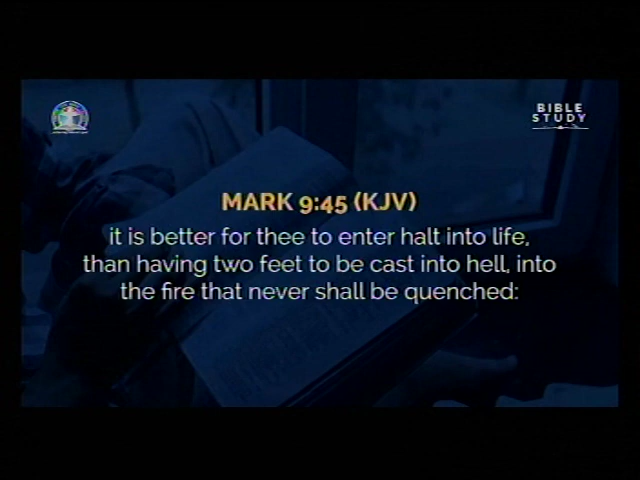 BIBLE
STUDY
MARK 9:45 (KJV)
it is better for thee to enter halt into life,
than having two feet to be cast into hell, into
the fire that never shall be quenched: